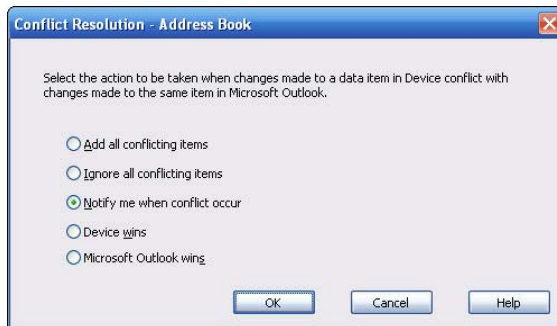 Conflict Resolution - Address Book
Select the action to be taken when changes made to a data item in Device conflict with
changes made to the same item in Microsoft Outlook.
Add all conflicting items
Ignore all conflicting items
Notify me when conflict occur
Device wins
Microsoft Outlook wins
OK Cancel Help